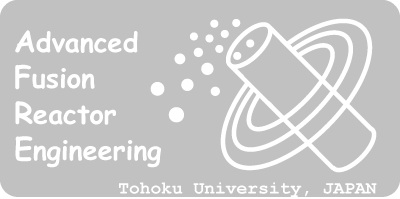 Advanced
Fusion
Reactor
Engineering
Tohoku University, JAPAN